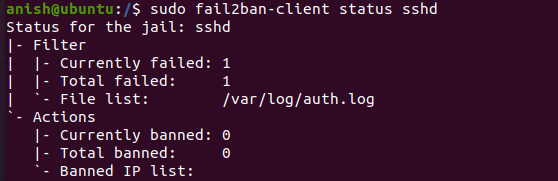 anish@ubuntu:/$ sudo fail2ban-client status sshd
Status for the jail: sshd
|- Filter
|  |- Currently failed: 1
|  |- Total failed:     1
|  `- File list:        /var/log/auth.log
`- Actions
   |- Currently banned: 0
   |- Total banned:     0
   `- Banned IP list: